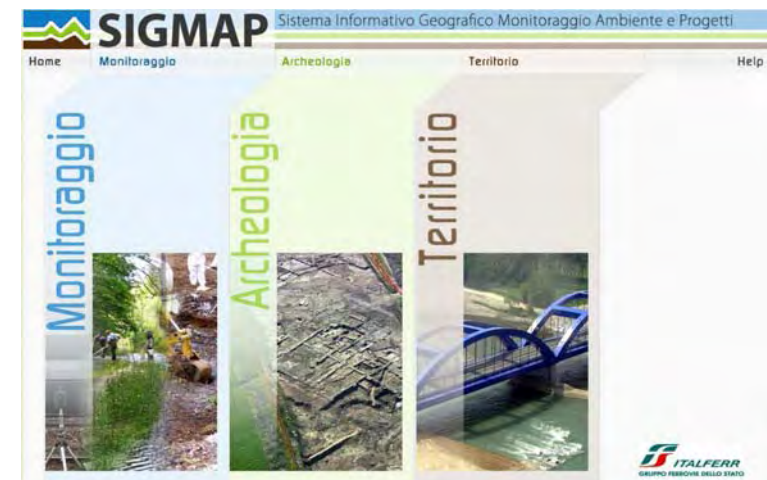 SIGMAP
Sistema Informativo Geografico Monitoraggio Ambiente e Progetti
Home Monitoraggio Archeologia Territorio Help
Monitoraggio
Archeologia
Territorio
ITALFERR
GRUPPO FERROVIE DELLO STATO